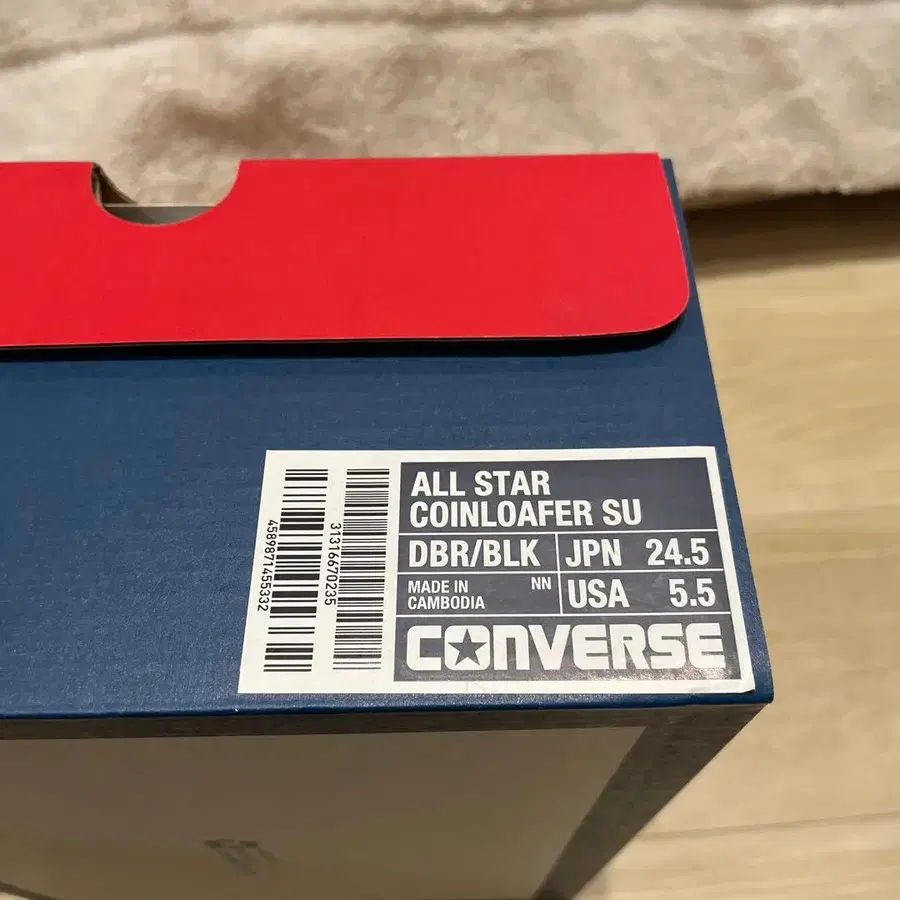 4589871455332
31316670235
ALL STAR
COINLOAFER SU
DBR/BLK
JPN 24.5
MADE IN
CAMBODIA
NN
USA 5.5
CONVERSE